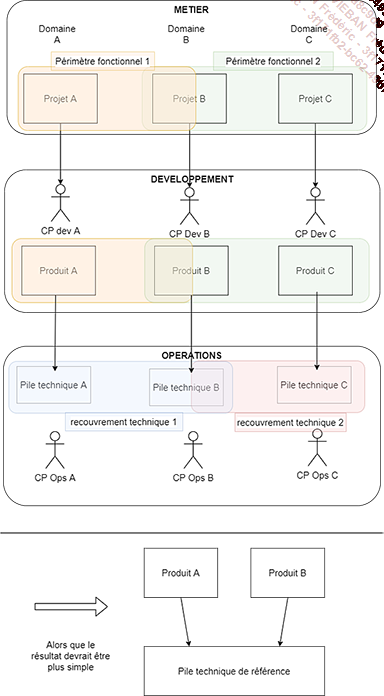 METIER
Domaine
A
Domaine
B
Domaine
C
Périmètre fonctionnel 1
Périmètre fonctionnel 2
Projet A
Projet B
Projet C
DEVELOPPEMENT
CP dev A
CP Dev B
CP Dev C
Produit A
Produit B
Produit C
OPERATIONS
Pile technique A
Pile technique B
Pile technique C
recouvrement technique 1
recouvrement technique 2
CP Ops A
CP Ops B
CP Ops C
Produit A
Produit B
Alors que le
résultat devrait être
plus simple
Pile technique de référence